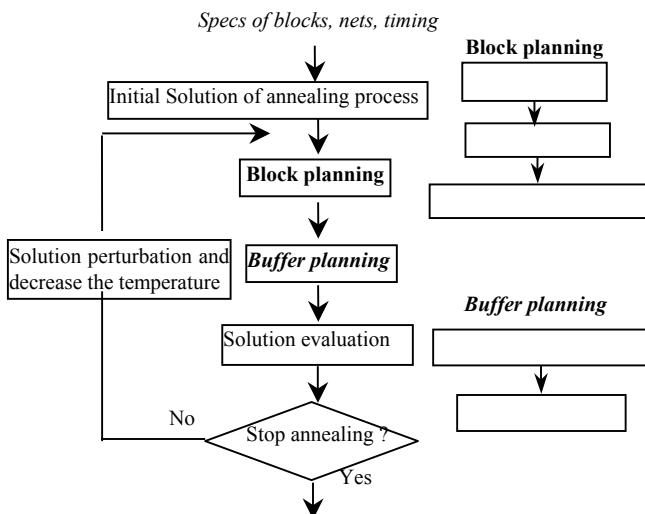 Specs of blocks, nets, timing
Initial Solution of annealing process
Block planning
Buffer planning
Solution evaluation
Stop annealing ?
Yes
No
Solution perturbation and
decrease the temperature
Block planning
Buffer planning